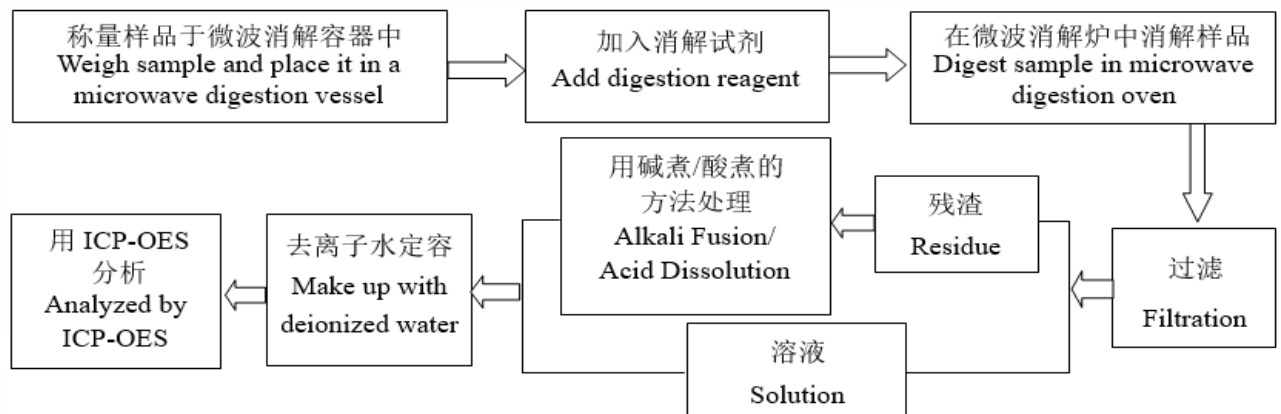 称量样品于微波消解容器中
Weigh sample and place it in a
microwave digestion vessel
加入消解试剂
Add digestion reagent
在微波消解炉中消解样品
Digest sample in microwave
digestion oven
过滤
Filtration
残渣
Residue
用碱煮/酸煮的
方法处理
Alkali Fusion/
Acid Dissolution
溶液
Solution
去离子水定容
Make up with
deionized water
用 ICP-OES
分析
Analyzed by
ICP-OES